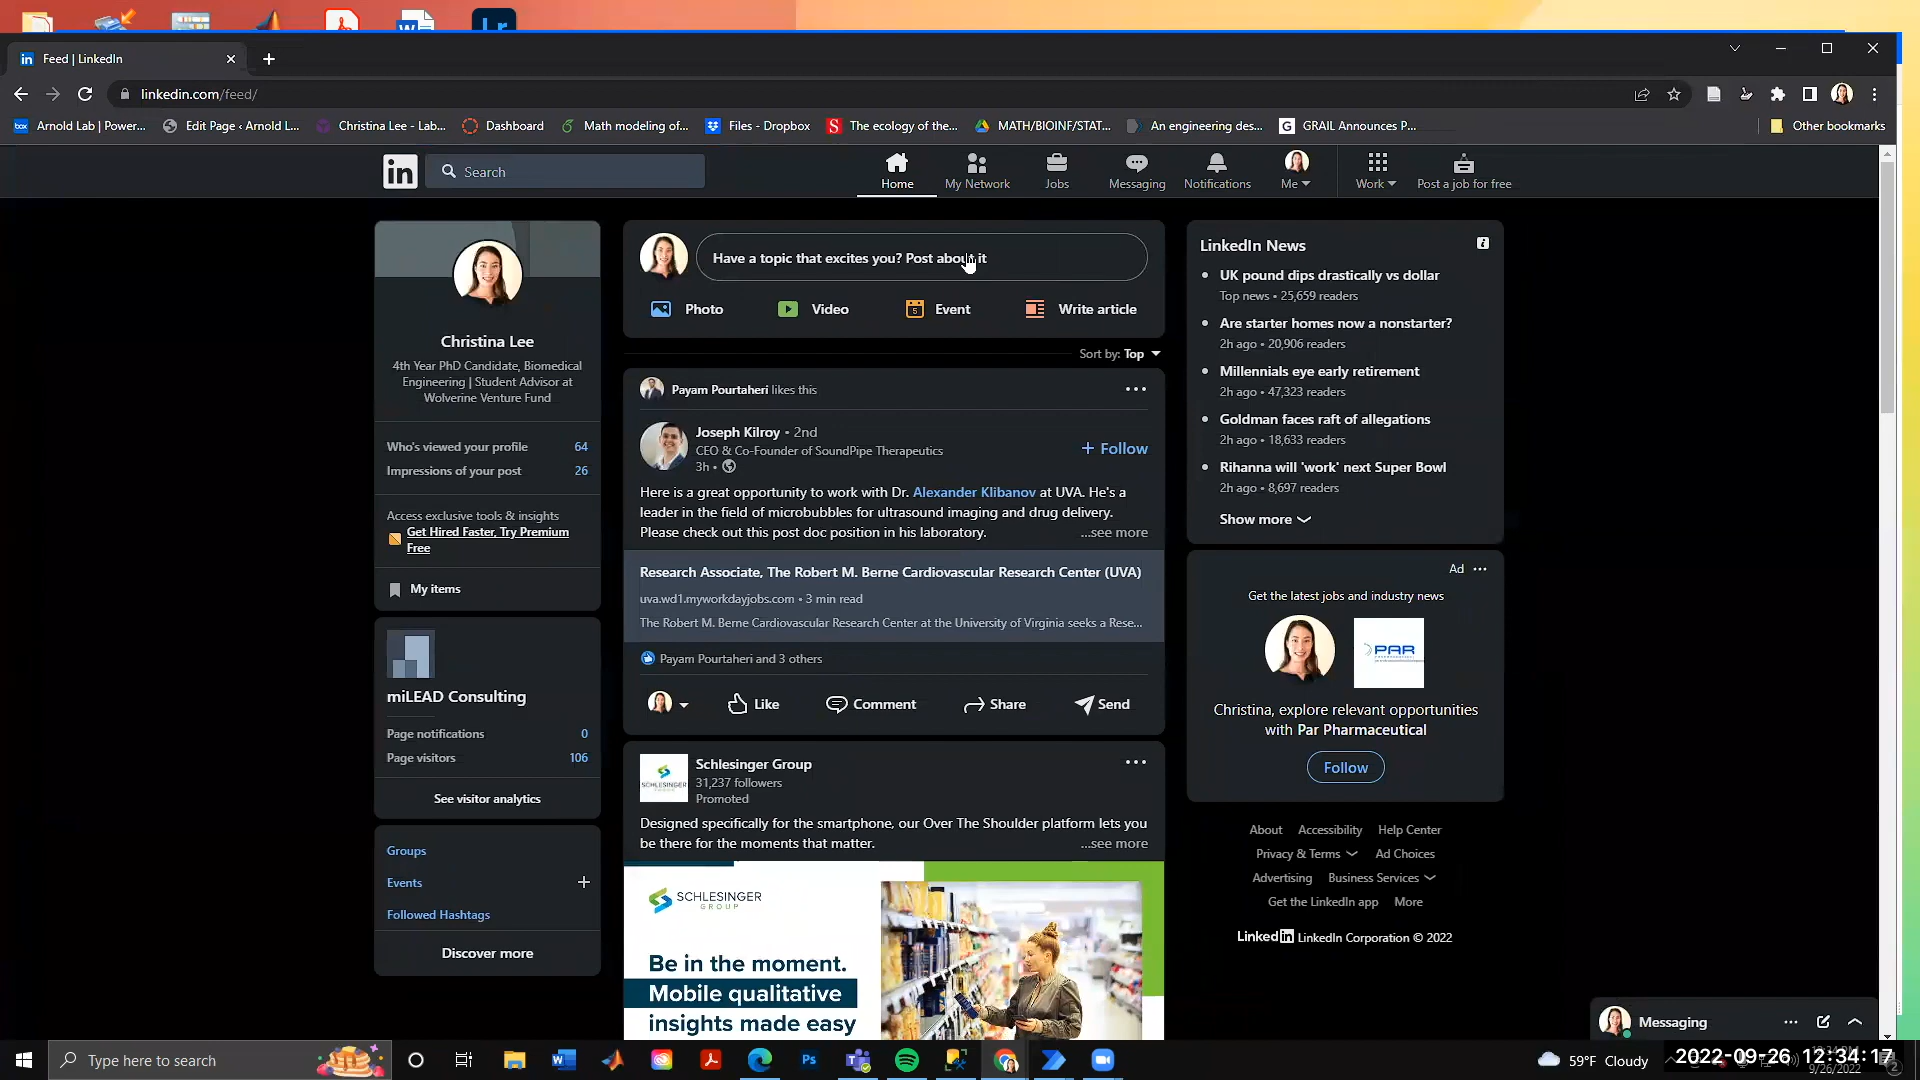 Lr
Feed | LinkedIn
linkedin.com/feed/
box Arnold Lab | Power... Edit Page ‹ Arnold L... Christina Lee - Lab... Dashboard Math modeling of... Files - Dropbox S The ecology of the... MATH/BIOINF/STAT... An engineering des... G GRAIL Announces P... Other bookmarks
in Search Home My Network Jobs Messaging Notifications Me Work Post a job for free
Christina Lee
4th Year PhD Candidate, Biomedical
Engineering | Student Advisor at
Wolverine Venture Fund
Who's viewed your profile 64
Impressions of your post 26
Access exclusive tools & insights
Get Hired Faster, Try Premium
Free
My items
miLEAD Consulting
Page notifications 0
Page visitors 106
See visitor analytics
Groups
Events
Followed Hashtags
Discover more
Have a topic that excites you? Post about it
Photo Video Event Write article
Sort by: Top
Payam Pourtaheri likes this
Joseph Kilroy • 2nd
CEO & Co-Founder of SoundPipe Therapeutics
3h •
+ Follow
Here is a great opportunity to work with Dr. Alexander Klibanov at UVA. He's a
leader in the field of microbubbles for ultrasound imaging and drug delivery.
Please check out this post doc position in his laboratory. ...see more
Research Associate, The Robert M. Berne Cardiovascular Research Center (UVA)
uva.wd1.myworkdayjobs.com • 3 min read
The Robert M. Berne Cardiovascular Research Center at the University of Virginia seeks a Rese...
Payam Pourtaheri and 3 others
Like Comment Share Send
Schlesinger Group
31,237 followers
Promoted
Designed specifically for the smartphone, our Over The Shoulder platform lets you
be there for the moments that matter. ...see more
SCHLESINGER
GROUP
Be in the moment.
Mobile qualitative
insights made easy
LinkedIn News
UK pound dips drastically vs dollar
Top news • 25,659 readers
Are starter homes now a nonstarter?
2h ago • 20,906 readers
Millennials eye early retirement
2h ago • 47,323 readers
Goldman faces raft of allegations
2h ago • 18,633 readers
Rihanna will 'work' next Super Bowl
2h ago • 8,697 readers
Show more
Ad
Get the latest jobs and industry news
PAR
Christina, explore relevant opportunities
with Par Pharmaceutical
Follow
About Accessibility Help Center
Privacy & Terms Ad Choices
Advertising Business Services
Get the LinkedIn app More
LinkedIn LinkedIn Corporation © 2022
Messaging
Type here to search
Ps
59°F Cloudy
2022-09-26 12:34:17
9/26/2022